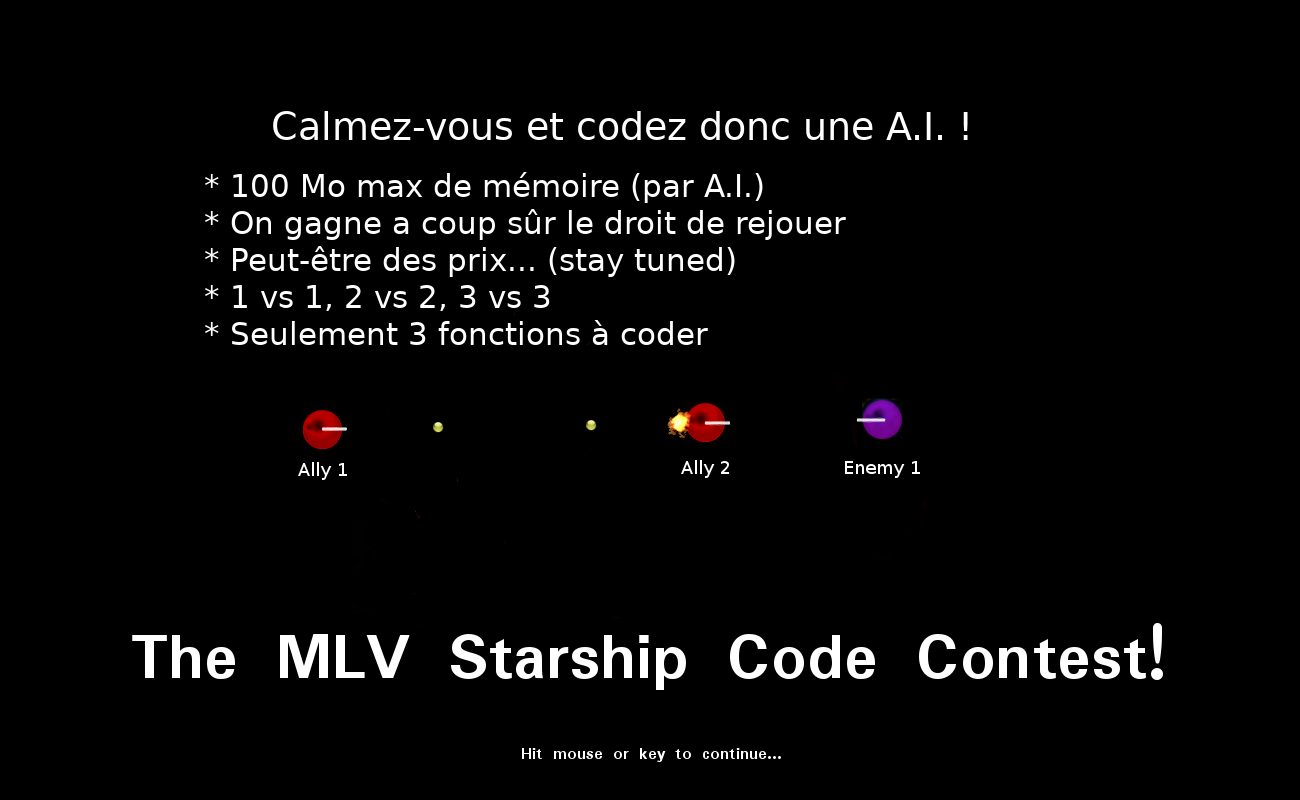 Calmez-vous et codez donc une A.I. !
* 100 Mo max de mémoire (par A.I.)
* On gagne a coup sûr le droit de rejouer
* Peut-être des prix... (stay tuned)
* 1 vs 1, 2 vs 2, 3 vs 3
* Seulement 3 fonctions à coder
Ally 1
Ally 2
Enemy 1
The MLV Starship Code Contest!
Hit mouse or key to continue...